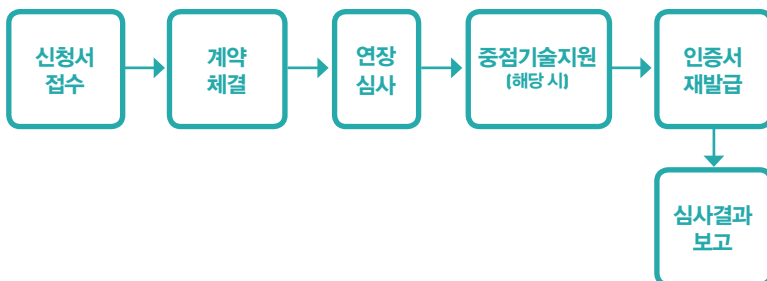 신청서
접수
계약
체결
연장
심사
중점기술지원
(해당 시)
인증서
재발급
심사결과
보고